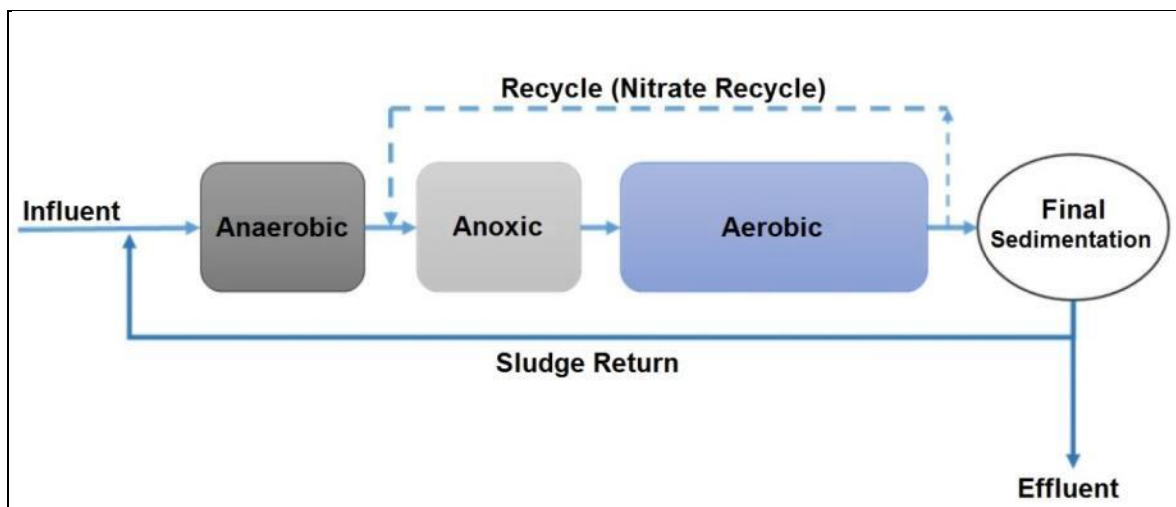 Recycle (Nitrate Recycle)
Influent
Anaerobic
Anoxic
Aerobic
Final
Sedimentation
Sludge Return
Effluent